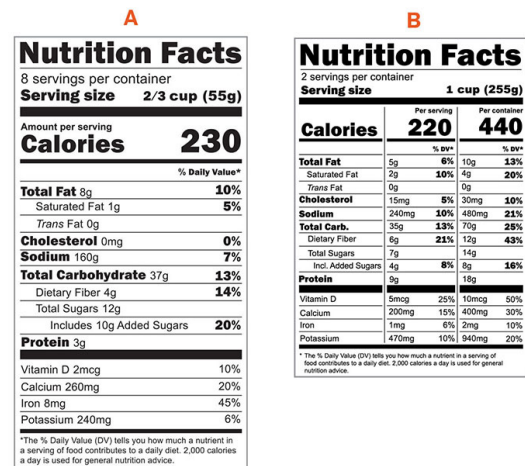 A
Nutrition Facts
8 servings per container
Serving size 2/3 cup (55g)
Amount per serving
Calories 230
% Daily Value*
Total Fat 8g 10%
Saturated Fat 1g 5%
Trans Fat 0g
Cholesterol 0mg 0%
Sodium 160g 7%
Total Carbohydrate 37g 13%
Dietary Fiber 4g 14%
Total Sugars 12g
Includes 10g Added Sugars 20%
Protein 3g
Vitamin D 2mcg 10%
Calcium 260mg 20%
Iron 8mg 45%
Potassium 240mg 6%
*The % Daily Value (DV) tells you how much a nutrient in
a serving of food contributes to a daily diet. 2,000 calories
a day is used for general nutrition advice.
B
Nutrition Facts
2 servings per container
Serving size 1 cup (255g)
Per serving Per container
Calories 220 440
% DV* % DV*
Total Fat 5g 6% 10g 13%
Saturated Fat 2g 10% 4g 20%
Trans Fat 0g 0g
Cholesterol 15mg 5% 30mg 10%
Sodium 240mg 10% 480mg 21%
Total Carb. 35g 13% 70g 25%
Dietary Fiber 6g 21% 12g 43%
Total Sugars 7g 14g
Incl. Added Sugars 4g 8% 8g 16%
Protein 9g 18g
Vitamin D 5mcg 25% 10mcg 50%
Calcium 200mg 15% 400mg 30%
Iron 1mg 6% 2mg 10%
Potassium 470mg 10% 940mg 20%
* The % Daily Value (DV) tells you how much a nutrient in a serving of
food contributes to a daily diet. 2,000 calories a day is used for general
nutrition advice.